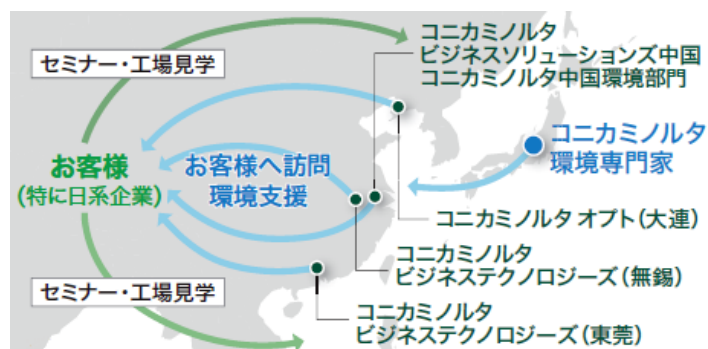 コニカミノルタ
ビジネスソリューションズ中国
コニカミノルタ中国環境部門
セミナー・工場見学
コニカミノルタ
環境専門家
お客様
(特に日系企業)
お客様へ訪問
環境支援
コニカミノルタ オプト(大連)
コニカミノルタ
ビジネステクノロジーズ(無錫)
セミナー・工場見学
コニカミノルタ
ビジネステクノロジーズ(東莞)